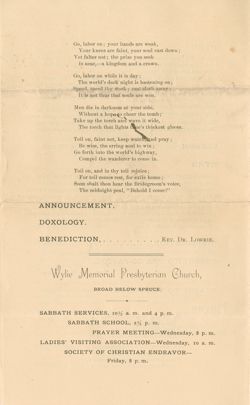 Go, labor on; your hands are weak,
Your knees are faint, your soul cast down;
Yet falter not; the prize you seek
Is near,—a kingdom and a crown.
Go, labor on while it is day;
The world's dark night is hastening on;
Speed, speed thy work; cast sloth away;
It is not thus that souls are won.
Men die in darkness at your side,
Without a hope to cheer the tomb;
Take up the torch and wave it wide,
The torch that lights time's thickest gloom.
Toil on, faint not, keep watch and pray;
Be wise, the erring soul to win;
Go forth into the world's highway,
Compel the wanderer to come in.
Toil on, and in thy toil rejoice;
For toil comes rest, for exile home;
Soon shalt thou hear the Bridegroom's voice,
The midnight peal, "Behold I come!"
ANNOUNCEMENT.
DOXOLOGY.
BENEDICTION, . . . . . . . . . . Rev. Dr. Lowrie.
Wylie Memorial Presbyterian Church,
BROAD BELOW SPRUCE.
SABBATH SERVICES, 10½ a. m. and 4 p. m.
SABBATH SCHOOL, 2½ p. m.
PRAYER MEETING—Wednesday, 8 p. m.
LADIES' VISITING ASSOCIATION—Wednesday, 10 a. m.
SOCIETY OF CHRISTIAN ENDEAVOR—
Friday, 8 p. m.